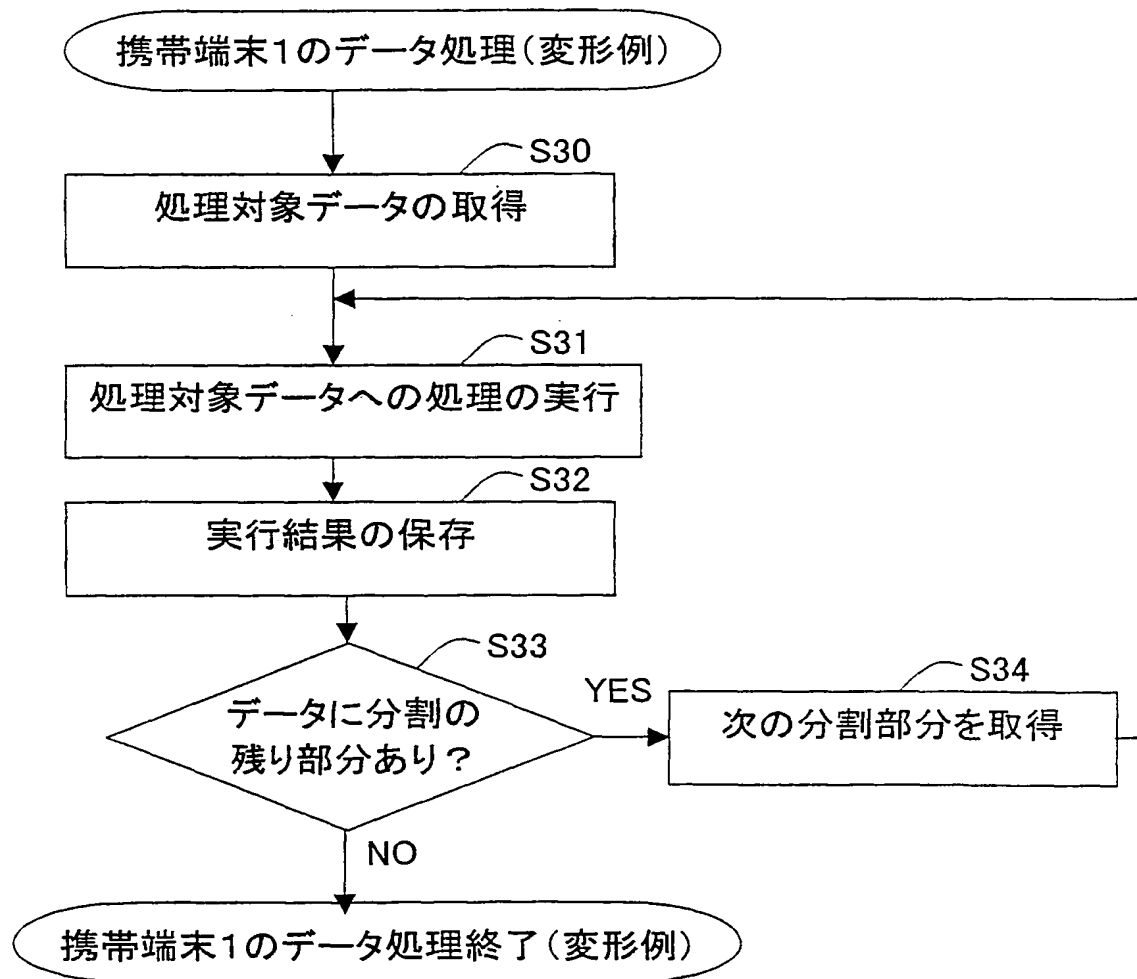 携帯端末1のデータ処理(変形例)
S30
処理対象データの取得
S31
処理対象データへの処理の実行
S32
実行結果の保存
S33
データに分割の
残り部分あり?
YES
S34
次の分割部分を取得
NO
携帯端末1のデータ処理終了(変形例)